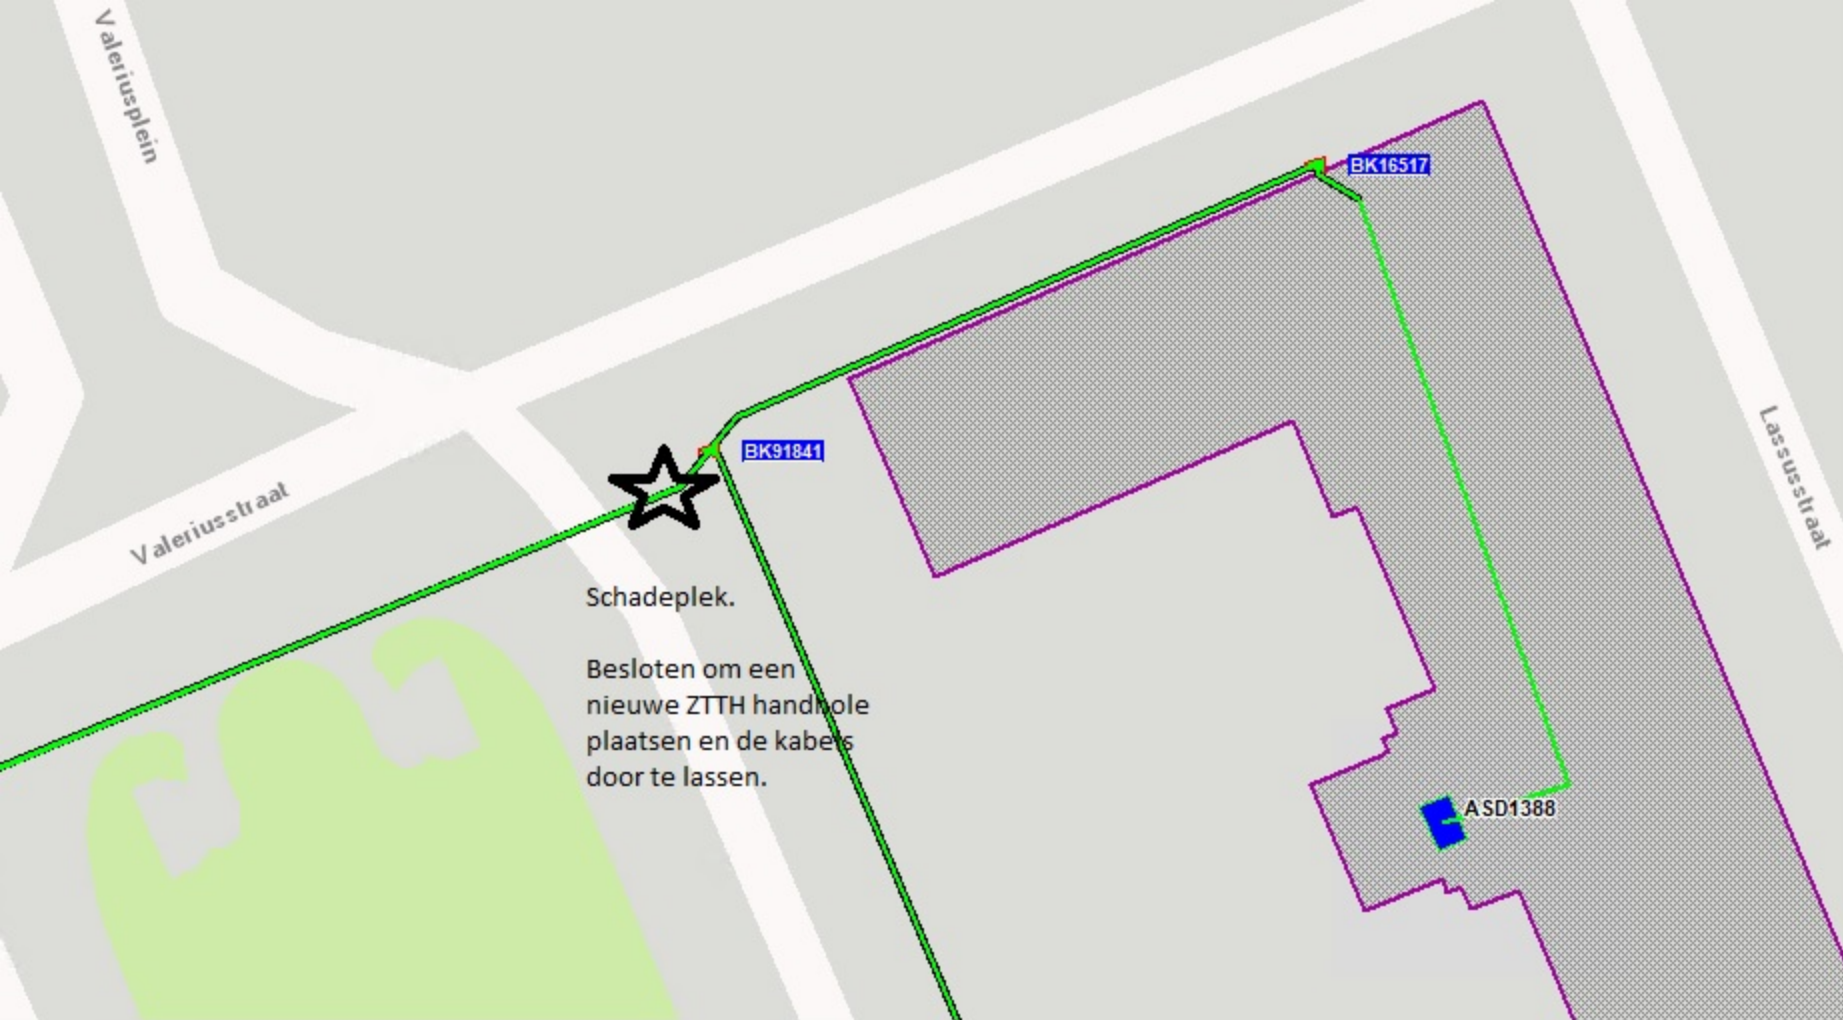 Valeriusplein
BK16517
BK91841
Valeriusstraat
Lassusstraat
Schadeplek.
Besloten om een
nieuwe ZTTH handhole
plaatsen en de kabels
door te lassen.
ASD1388